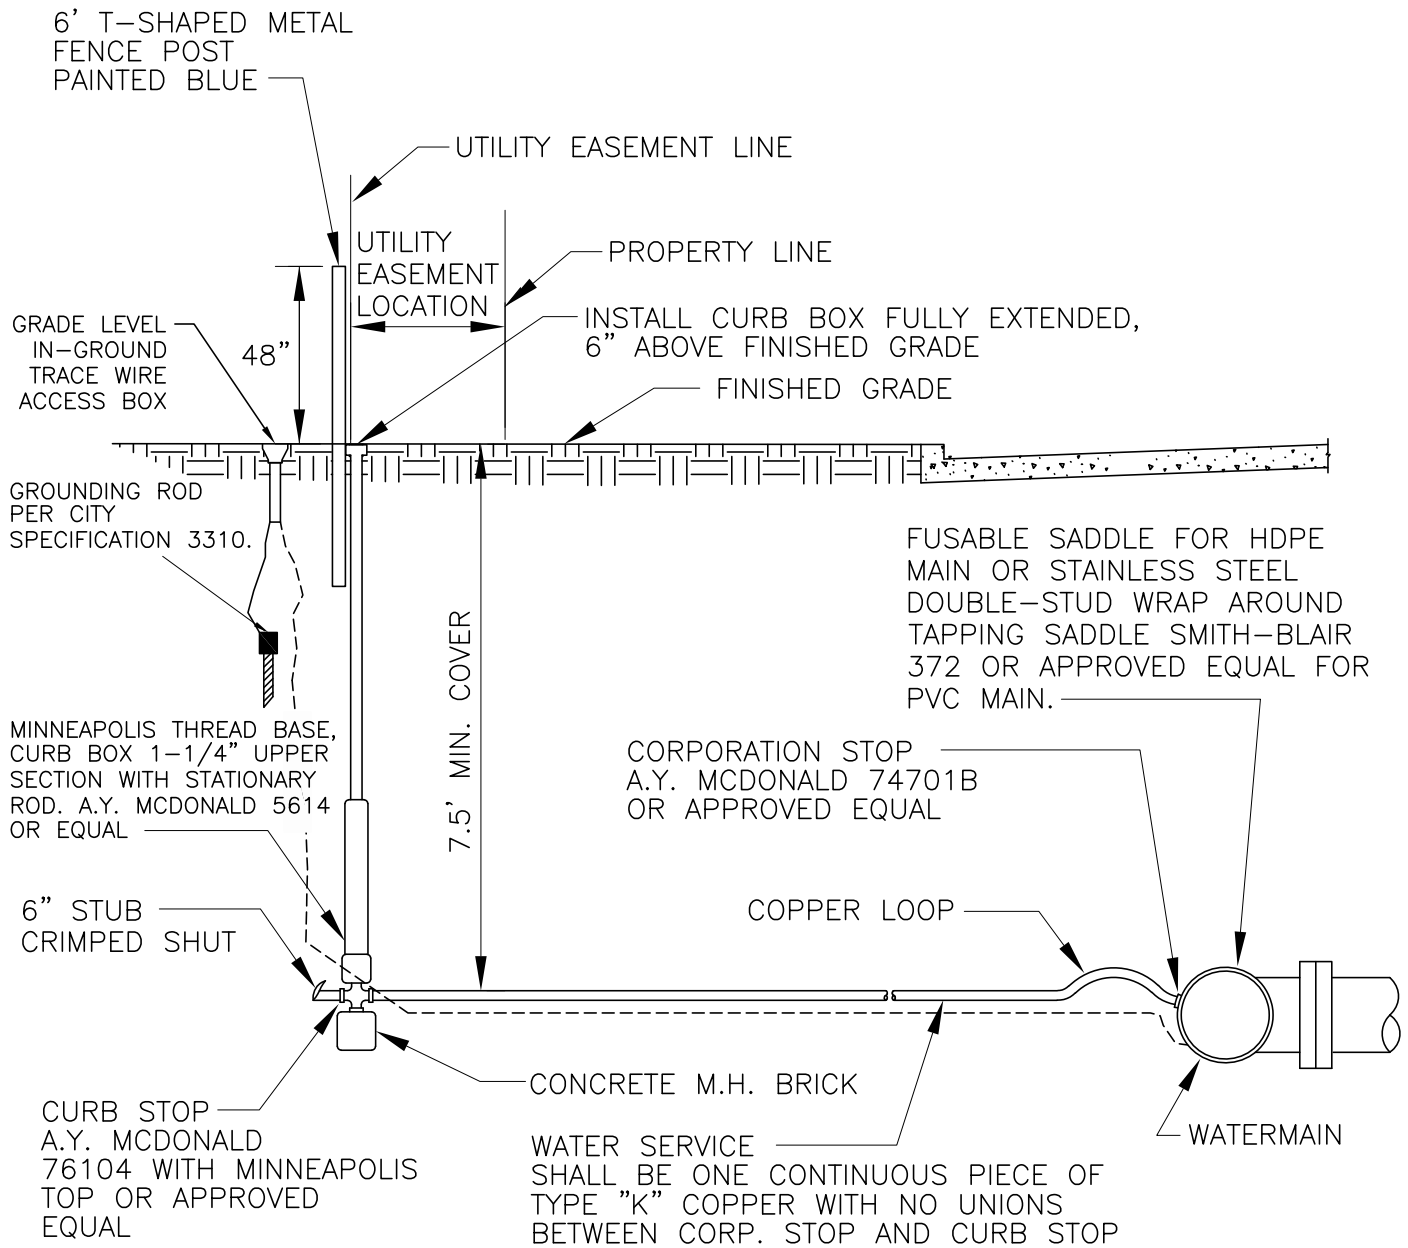 6' T-SHAPED METAL
FENCE POST
PAINTED BLUE
UTILITY EASEMENT LINE
UTILITY
EASEMENT
LOCATION
PROPERTY LINE
INSTALL CURB BOX FULLY EXTENDED,
6" ABOVE FINISHED GRADE
FINISHED GRADE
GRADE LEVEL
IN-GROUND
TRACE WIRE
ACCESS BOX
48"
GROUNDING ROD
PER CITY
SPECIFICATION 3310.
FUSABLE SADDLE FOR HDPE
MAIN OR STAINLESS STEEL
DOUBLE-STUD WRAP AROUND
TAPPING SADDLE SMITH-BLAIR
372 OR APPROVED EQUAL FOR
PVC MAIN.
7.5' MIN. COVER
MINNEAPOLIS THREAD BASE,
CURB BOX 1-1/4" UPPER
SECTION WITH STATIONARY
ROD. A.Y. MCDONALD 5614
OR EQUAL
CORPORATION STOP
A.Y. MCDONALD 74701B
OR APPROVED EQUAL
6" STUB
CRIMPED SHUT
COPPER LOOP
CONCRETE M.H. BRICK
CURB STOP
A.Y. MCDONALD
76104 WITH MINNEAPOLIS
TOP OR APPROVED
EQUAL
WATER SERVICE
SHALL BE ONE CONTINUOUS PIECE OF
TYPE "K" COPPER WITH NO UNIONS
BETWEEN CORP. STOP AND CURB STOP
WATERMAIN